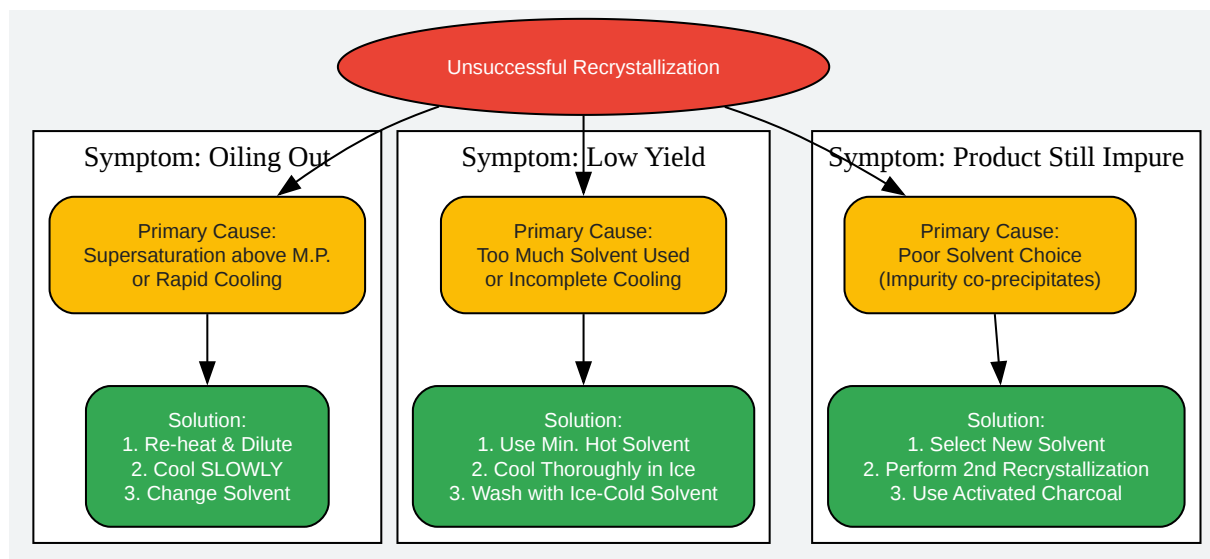 Unsuccessful Recrystallization
Symptom: Oiling Out
Primary Cause:
Supersaturation above M.P.
or Rapid Cooling
Solution:
1. Re-heat & Dilute
2. Cool SLOWLY
3. Change Solvent
Symptom: Low Yield
Primary Cause:
Too Much Solvent Used
or Incomplete Cooling
Solution:
1. Use Min. Hot Solvent
2. Cool Thoroughly in Ice
3. Wash with Ice-Cold Solvent
Symptom: Product Still Impure
Primary Cause:
Poor Solvent Choice
(Impurity co-precipitates)
Solution:
1. Select New Solvent
2. Perform 2nd Recrystallization
3. Use Activated Charcoal